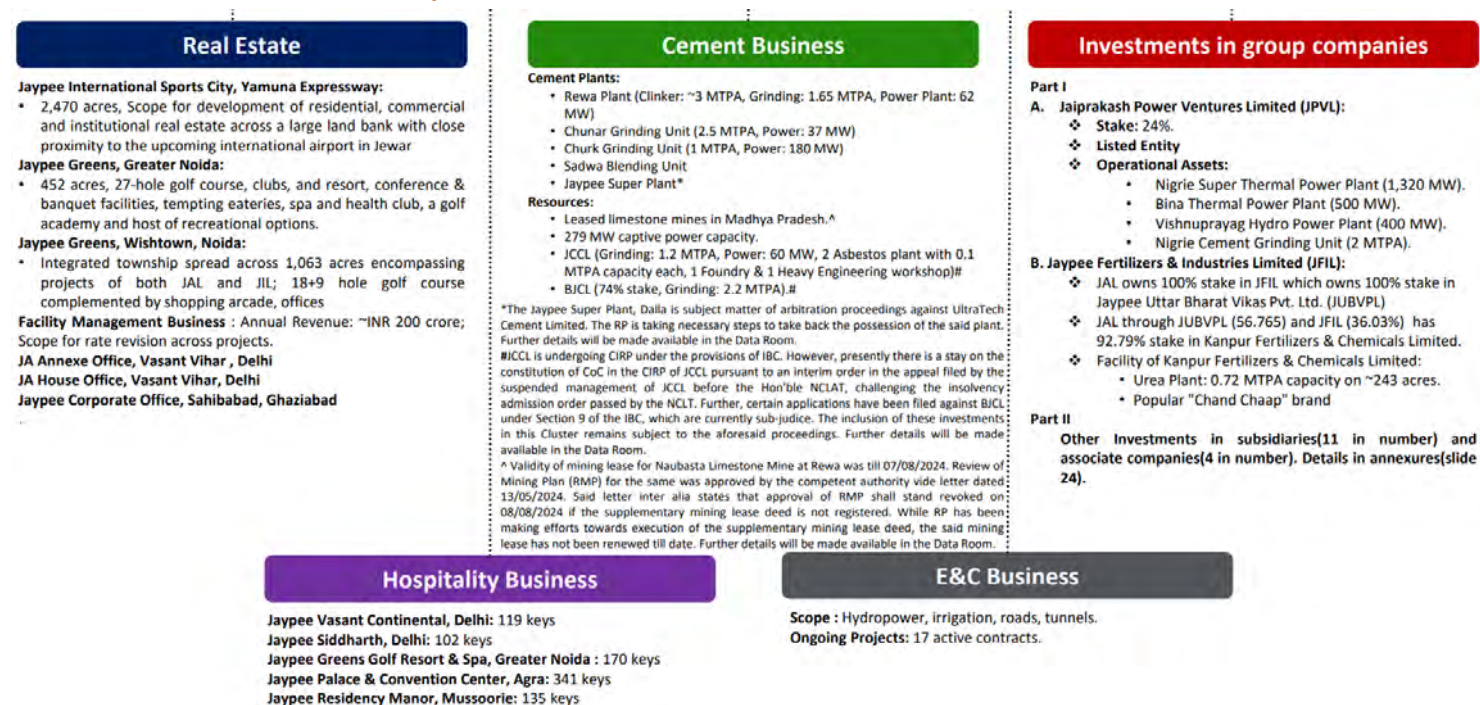 Real Estate
Jaypee International Sports City, Yamuna Expressway:
• 2,470 acres, Scope for development of residential, commercial
and institutional real estate across a large land bank with close
proximity to the upcoming international airport in Jewar
Jaypee Greens, Greater Noida:
• 452 acres, 27-hole golf course, clubs, and resort, conference &
banquet facilities, tempting eateries, spa and health club, a golf
academy and host of recreational options.
Jaypee Greens, Wishtown, Noida:
• Integrated township spread across 1,063 acres encompassing
projects of both JAL and JIL; 18+9 hole golf course
complemented by shopping arcade, offices
Facility Management Business : Annual Revenue: ~INR 200 crore;
Scope for rate revision across projects.
JA Annexe Office, Vasant Vihar , Delhi
JA House Office, Vasant Vihar, Delhi
Jaypee Corporate Office, Sahibabad, Ghaziabad
Cement Business
Cement Plants:
• Rewa Plant (Clinker: ~3 MTPA, Grinding: 1.65 MTPA, Power Plant: 62
MW)
• Chunar Grinding Unit (2.5 MTPA, Power: 37 MW)
• Churk Grinding Unit (1 MTPA, Power: 180 MW)
• Sadwa Blending Unit
• Jaypee Super Plant*
Resources:
• Leased limestone mines in Madhya Pradesh.^
• 279 MW captive power capacity.
• JCCL (Grinding: 1.2 MTPA, Power: 60 MW, 2 Asbestos plant with 0.1
MTPA capacity each, 1 Foundry & 1 Heavy Engineering workshop)#
• BJCL (74% stake, Grinding: 2.2 MTPA).#
*The Jaypee Super Plant, Dalla is subject matter of arbitration proceedings against UltraTech
Cement Limited. The RP is taking necessary steps to take back the possession of the said plant.
Further details will be made available in the Data Room.
#JCCL is undergoing CIRP under the provisions of IBC. However, presently there is a stay on the
constitution of CoC in the CIRP of JCCL pursuant to an interim order in the appeal filed by the
suspended management of JCCL before the Hon'ble NCLAT, challenging the insolvency
admission order passed by the NCLT. Further, certain applications have been filed against BJCL
under Section 9 of the IBC, which are currently sub-judice. The inclusion of these investments
in this Cluster remains subject to the aforesaid proceedings. Further details will be made
available in the Data Room.
^ Validity of mining lease for Naubasta Limestone Mine at Rewa was till 07/08/2024. Review of
Mining Plan (RMP) for the same was approved by the competent authority vide letter dated
13/05/2024. Said letter inter alia states that approval of RMP shall stand revoked on
08/08/2024 if the supplementary mining lease deed is not registered. While RP has been
making efforts towards execution of the supplementary mining lease deed, the said mining
lease has not been renewed till date. Further details will be made available in the Data Room.
Investments in group companies
Part I
A. Jaiprakash Power Ventures Limited (JPVL):
❖ Stake: 24%.
❖ Listed Entity
❖ Operational Assets:
• Nigrie Super Thermal Power Plant (1,320 MW).
• Bina Thermal Power Plant (500 MW).
• Vishnuprayag Hydro Power Plant (400 MW).
• Nigrie Cement Grinding Unit (2 MTPA).
B. Jaypee Fertilizers & Industries Limited (JFIL):
❖ JAL owns 100% stake in JFIL which owns 100% stake in
Jaypee Uttar Bharat Vikas Pvt. Ltd. (JUBVPL)
❖ JAL through JUBVPL (56.765) and JFIL (36.03%) has
92.79% stake in Kanpur Fertilizers & Chemicals Limited.
❖ Facility of Kanpur Fertilizers & Chemicals Limited:
• Urea Plant: 0.72 MTPA capacity on ~243 acres.
• Popular "Chand Chaap" brand
Part II
Other Investments in subsidiaries(11 in number) and
associate companies(4 in number). Details in annexures(slide
24).
Hospitality Business
Jaypee Vasant Continental, Delhi: 119 keys
Jaypee Siddharth, Delhi: 102 keys
Jaypee Greens Golf Resort & Spa, Greater Noida : 170 keys
Jaypee Palace & Convention Center, Agra: 341 keys
Jaypee Residency Manor, Mussoorie: 135 keys
E&C Business
Scope : Hydropower, irrigation, roads, tunnels.
Ongoing Projects: 17 active contracts.